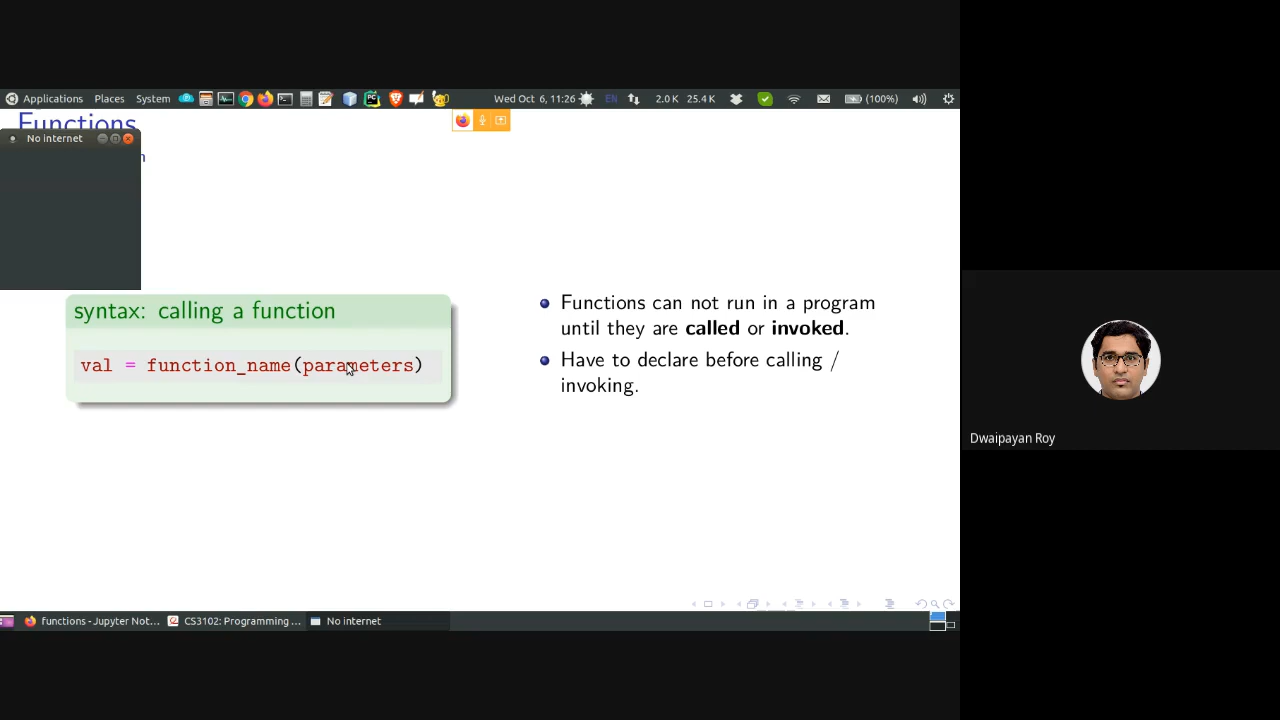 Applications Places System Wed Oct 6, 11:26 EN 2.0 K 25.4 K (100%)
Functions
No internet
n
syntax: calling a function
val = function_name(parameters)
Functions can not run in a program
until they are called or invoked.
Have to declare before calling /
invoking.
Dwaipayan Roy
functions - Jupyter Not... CS3102: Programming ... No internet